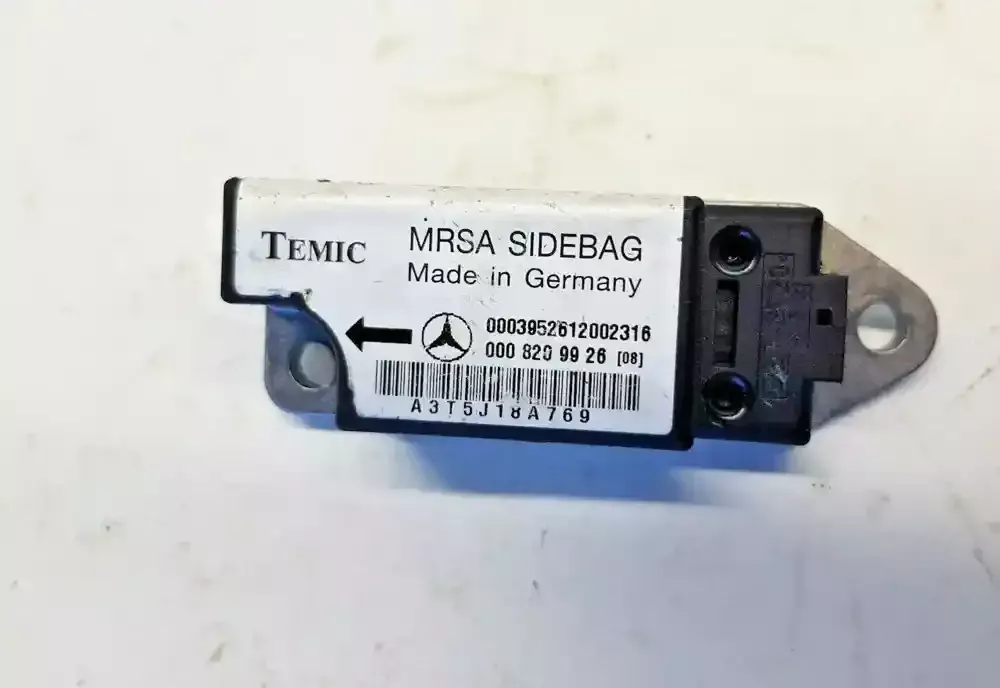 TEMIC
MRSA SIDEBAG
Made in Germany
0003952612002316
000 820 99 26 [08]
A3T5J18A769